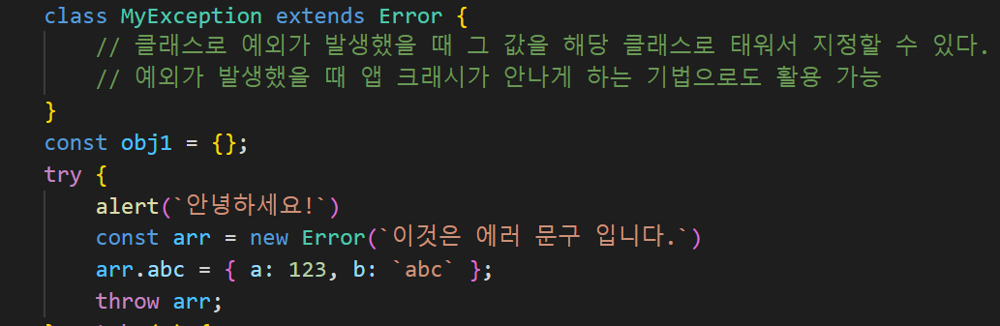 class MyException extends Error {
// 클래스로 예외가 발생했을 때 그 값을 해당 클래스로 태워서 지정할 수 있다.
// 예외가 발생했을 때 앱 크래시가 안나게 하는 기법으로도 활용 가능
}
const obj1 = {};
try {
alert(`안녕하세요!`)
const arr = new Error(`이것은 에러 문구 입니다.`)
arr.abc = { a: 123, b: `abc` };
throw arr;